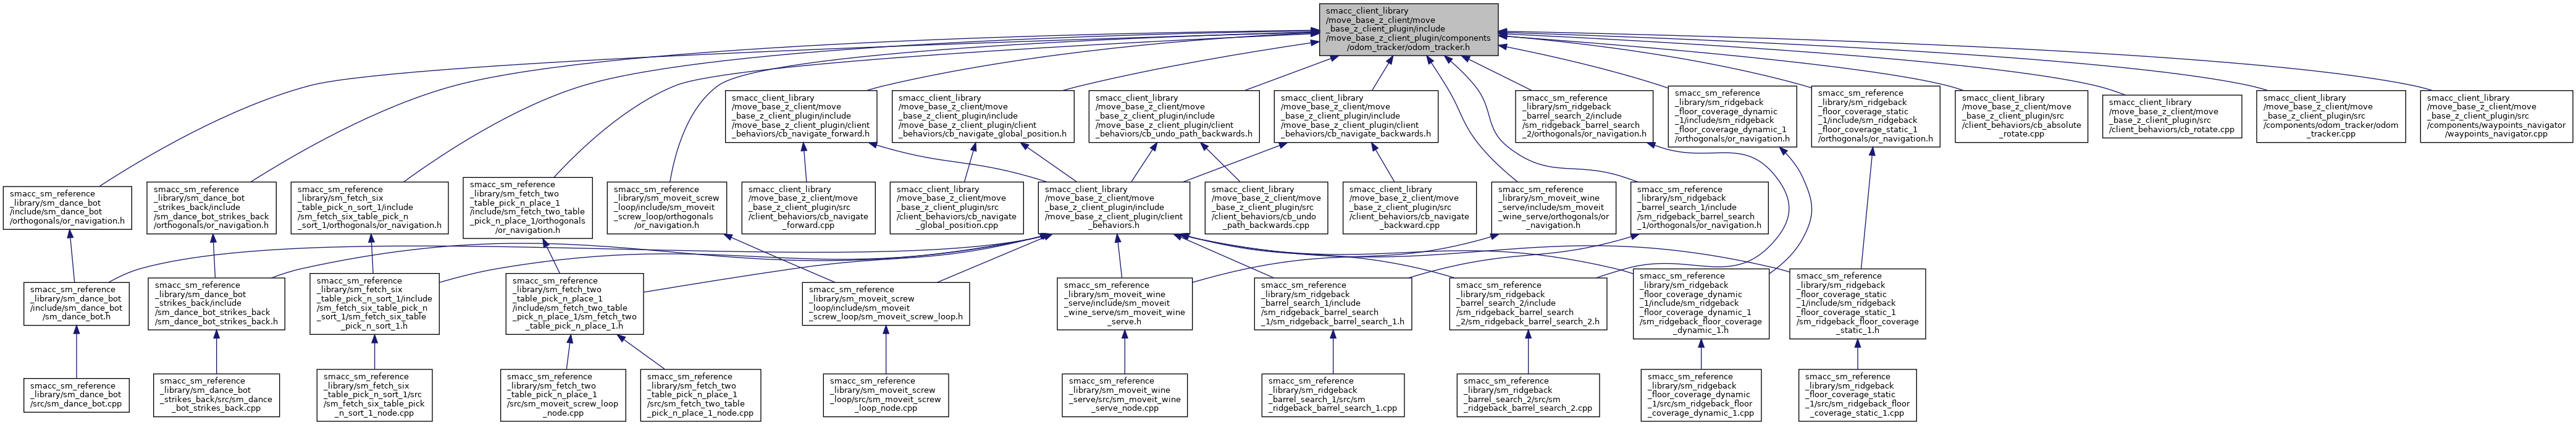 smacc_client_library
/move_base_z_client/move
_base_z_client_plugin/include
/move_base_z_client_plugin/components
/odom_tracker/odom_tracker.h
smacc_client_library
/move_base_z_client/move
_base_z_client_plugin/include
/move_base_z_client_plugin/client
_behaviors/cb_navigate_forward.h
smacc_client_library
/move_base_z_client/move
_base_z_client_plugin/include
/move_base_z_client_plugin/client
_behaviors/cb_navigate_global_position.h
smacc_client_library
/move_base_z_client/move
_base_z_client_plugin/include
/move_base_z_client_plugin/client
_behaviors/cb_undo_path_backwards.h
smacc_client_library
/move_base_z_client/move
_base_z_client_plugin/include
/move_base_z_client_plugin/client
_behaviors/cb_navigate_backwards.h
smacc_sm_reference
_library/sm_ridgeback
_barrel_search_2/include
/sm_ridgeback_barrel_search
_2/orthogonals/or_navigation.h
smacc_sm_reference
_library/sm_ridgeback
_floor_coverage_dynamic
_1/include/sm_ridgeback
_floor_coverage_dynamic_1
/orthogonals/or_navigation.h
smacc_sm_reference
_library/sm_ridgeback
_floor_coverage_static
_1/include/sm_ridgeback
_floor_coverage_static_1
/orthogonals/or_navigation.h
smacc_client_library
/move_base_z_client/move
_base_z_client_plugin/src
/client_behaviors/cb_absolute
_rotate.cpp
smacc_client_library
/move_base_z_client/move
_base_z_client_plugin/src
/client_behaviors/cb_rotate.cpp
smacc_client_library
/move_base_z_client/move
_base_z_client_plugin/src
/components/odom_tracker/odom
_tracker.cpp
smacc_client_library
/move_base_z_client/move
_base_z_client_plugin/src
/components/waypoints_navigator
/waypoints_navigator.cpp
smacc_sm_reference
_library/sm_dance_bot
/include/sm_dance_bot
/orthogonals/or_navigation.h
smacc_sm_reference
_library/sm_dance_bot
_strikes_back/include
/sm_dance_bot_strikes_back
/orthogonals/or_navigation.h
smacc_sm_reference
_library/sm_fetch_six
_table_pick_n_sort_1/include
/sm_fetch_six_table_pick_n
_sort_1/orthogonals/or_navigation.h
smacc_sm_reference
_library/sm_fetch_two
_table_pick_n_place_1
/include/sm_fetch_two_table
_pick_n_place_1/orthogonals
/or_navigation.h
smacc_sm_reference
_library/sm_moveit_screw
_loop/include/sm_moveit
_screw_loop/orthogonals
/or_navigation.h
smacc_client_library
/move_base_z_client/move
_base_z_client_plugin/src
/client_behaviors/cb_navigate
_forward.cpp
smacc_client_library
/move_base_z_client/move
_base_z_client_plugin/src
/client_behaviors/cb_navigate
_global_position.cpp
smacc_client_library
/move_base_z_client/move
_base_z_client_plugin/include
/move_base_z_client_plugin/client
_behaviors.h
smacc_client_library
/move_base_z_client/move
_base_z_client_plugin/src
/client_behaviors/cb_undo
_path_backwards.cpp
smacc_client_library
/move_base_z_client/move
_base_z_client_plugin/src
/client_behaviors/cb_navigate
_backward.cpp
smacc_sm_reference
_library/sm_moveit_wine
_serve/include/sm_moveit
_wine_serve/orthogonals/or
_navigation.h
smacc_sm_reference
_library/sm_ridgeback
_barrel_search_1/include
/sm_ridgeback_barrel_search
_1/orthogonals/or_navigation.h
smacc_sm_reference
_library/sm_dance_bot
/include/sm_dance_bot
/sm_dance_bot.h
smacc_sm_reference
_library/sm_dance_bot
_strikes_back/include
/sm_dance_bot_strikes_back
/sm_dance_bot_strikes_back.h
smacc_sm_reference
_library/sm_fetch_six
_table_pick_n_sort_1/include
/sm_fetch_six_table_pick_n
_sort_1/sm_fetch_six_table
_pick_n_sort_1.h
smacc_sm_reference
_library/sm_fetch_two
_table_pick_n_place_1
/include/sm_fetch_two_table
_pick_n_place_1/sm_fetch_two
_table_pick_n_place_1.h
smacc_sm_reference
_library/sm_moveit_screw
_loop/include/sm_moveit
_screw_loop/sm_moveit_screw_loop.h
smacc_sm_reference
_library/sm_moveit_wine
_serve/include/sm_moveit
_wine_serve/sm_moveit_wine
_serve.h
smacc_sm_reference
_library/sm_ridgeback
_barrel_search_1/include
/sm_ridgeback_barrel_search
_1/sm_ridgeback_barrel_search_1.h
smacc_sm_reference
_library/sm_ridgeback
_barrel_search_2/include
/sm_ridgeback_barrel_search
_2/sm_ridgeback_barrel_search_2.h
smacc_sm_reference
_library/sm_ridgeback
_floor_coverage_dynamic
_1/include/sm_ridgeback
_floor_coverage_dynamic_1
/sm_ridgeback_floor_coverage
_dynamic_1.h
smacc_sm_reference
_library/sm_ridgeback
_floor_coverage_static
_1/include/sm_ridgeback
_floor_coverage_static_1
/sm_ridgeback_floor_coverage
_static_1.h
smacc_sm_reference
_library/sm_dance_bot
/src/sm_dance_bot.cpp
smacc_sm_reference
_library/sm_dance_bot
_strikes_back/src/sm_dance
_bot_strikes_back.cpp
smacc_sm_reference
_library/sm_fetch_six
_table_pick_n_sort_1/src
/sm_fetch_six_table_pick
_n_sort_1_node.cpp
smacc_sm_reference
_library/sm_fetch_two
_table_pick_n_place_1
/src/sm_moveit_screw_loop
_node.cpp
smacc_sm_reference
_library/sm_fetch_two
_table_pick_n_place_1
/src/sm_fetch_two_table
_pick_n_place_1_node.cpp
smacc_sm_reference
_library/sm_moveit_screw
_loop/src/sm_moveit_screw
_loop_node.cpp
smacc_sm_reference
_library/sm_moveit_wine
_serve/src/sm_moveit_wine
_serve_node.cpp
smacc_sm_reference
_library/sm_ridgeback
_barrel_search_1/src/sm
_ridgeback_barrel_search_1.cpp
smacc_sm_reference
_library/sm_ridgeback
_barrel_search_2/src/sm
_ridgeback_barrel_search_2.cpp
smacc_sm_reference
_library/sm_ridgeback
_floor_coverage_dynamic
_1/src/sm_ridgeback_floor
_coverage_dynamic_1.cpp
smacc_sm_reference
_library/sm_ridgeback
_floor_coverage_static
_1/src/sm_ridgeback_floor
_coverage_static_1.cpp